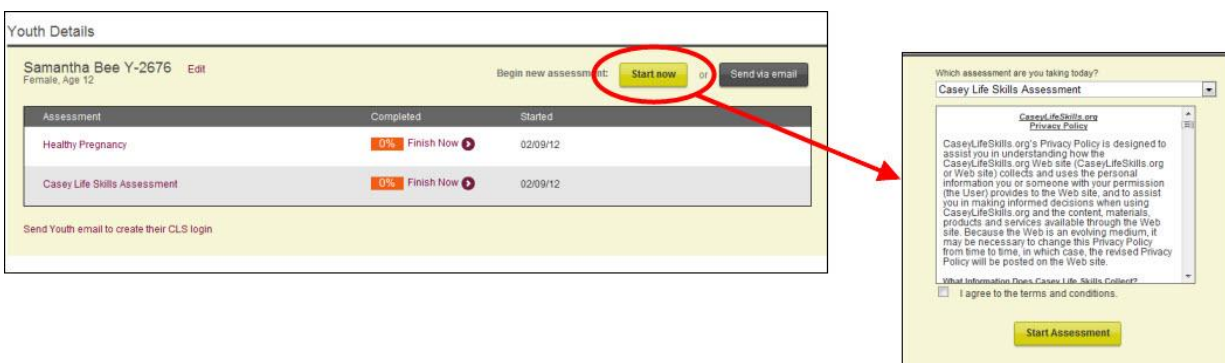 Youth Details
Samantha Bee Y-2676 Edit
Female, Age 12
Begin new assessment: Start now or Send via email
Assessment Completed Started
Healthy Pregnancy 0% Finish Now 02/09/12
Casey Life Skills Assessment 0% Finish Now 02/09/12
Send Youth email to create their CLS login
Which assessment are you taking today?
Casey Life Skills Assessment
CaseyLifeSkills.org
Privacy Policy
CaseyLifeSkills.org's Privacy Policy is designed to
assist you in understanding how the
CaseyLifeSkills.org Web site (CaseyLifeSkills.org
or Web site) collects and uses the personal
information you or someone with your permission
(the User) provides to the Web site, and to assist
you in making informed decisions when using
CaseyLifeSkills.org and the content, materials,
products and services available through the Web
site. Because the Web is an evolving medium, it
may be necessary to change this Privacy Policy
from time to time, in which case, the revised Privacy
Policy will be posted on the Web site.
What Information Does Casey Life Skills Collect?
I agree to the terms and conditions.
Start Assessment